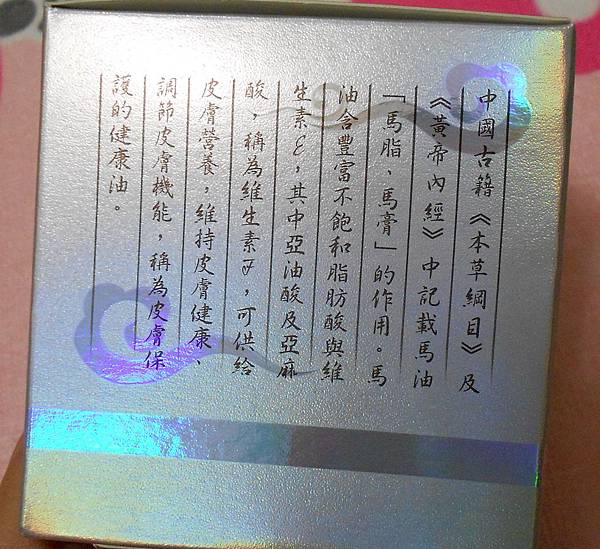 中國古籍《本草綱目》及
《黃帝內經》中記載馬油
「馬脂、馬膏」的作用。馬
油含豐富不飽和脂肪酸與維
生素E，其中亞油酸及亞麻
酸，稱為維生素F，可供給
皮膚營養，維持皮膚健康、
調節皮膚機能，稱為皮膚保
護的健康油。